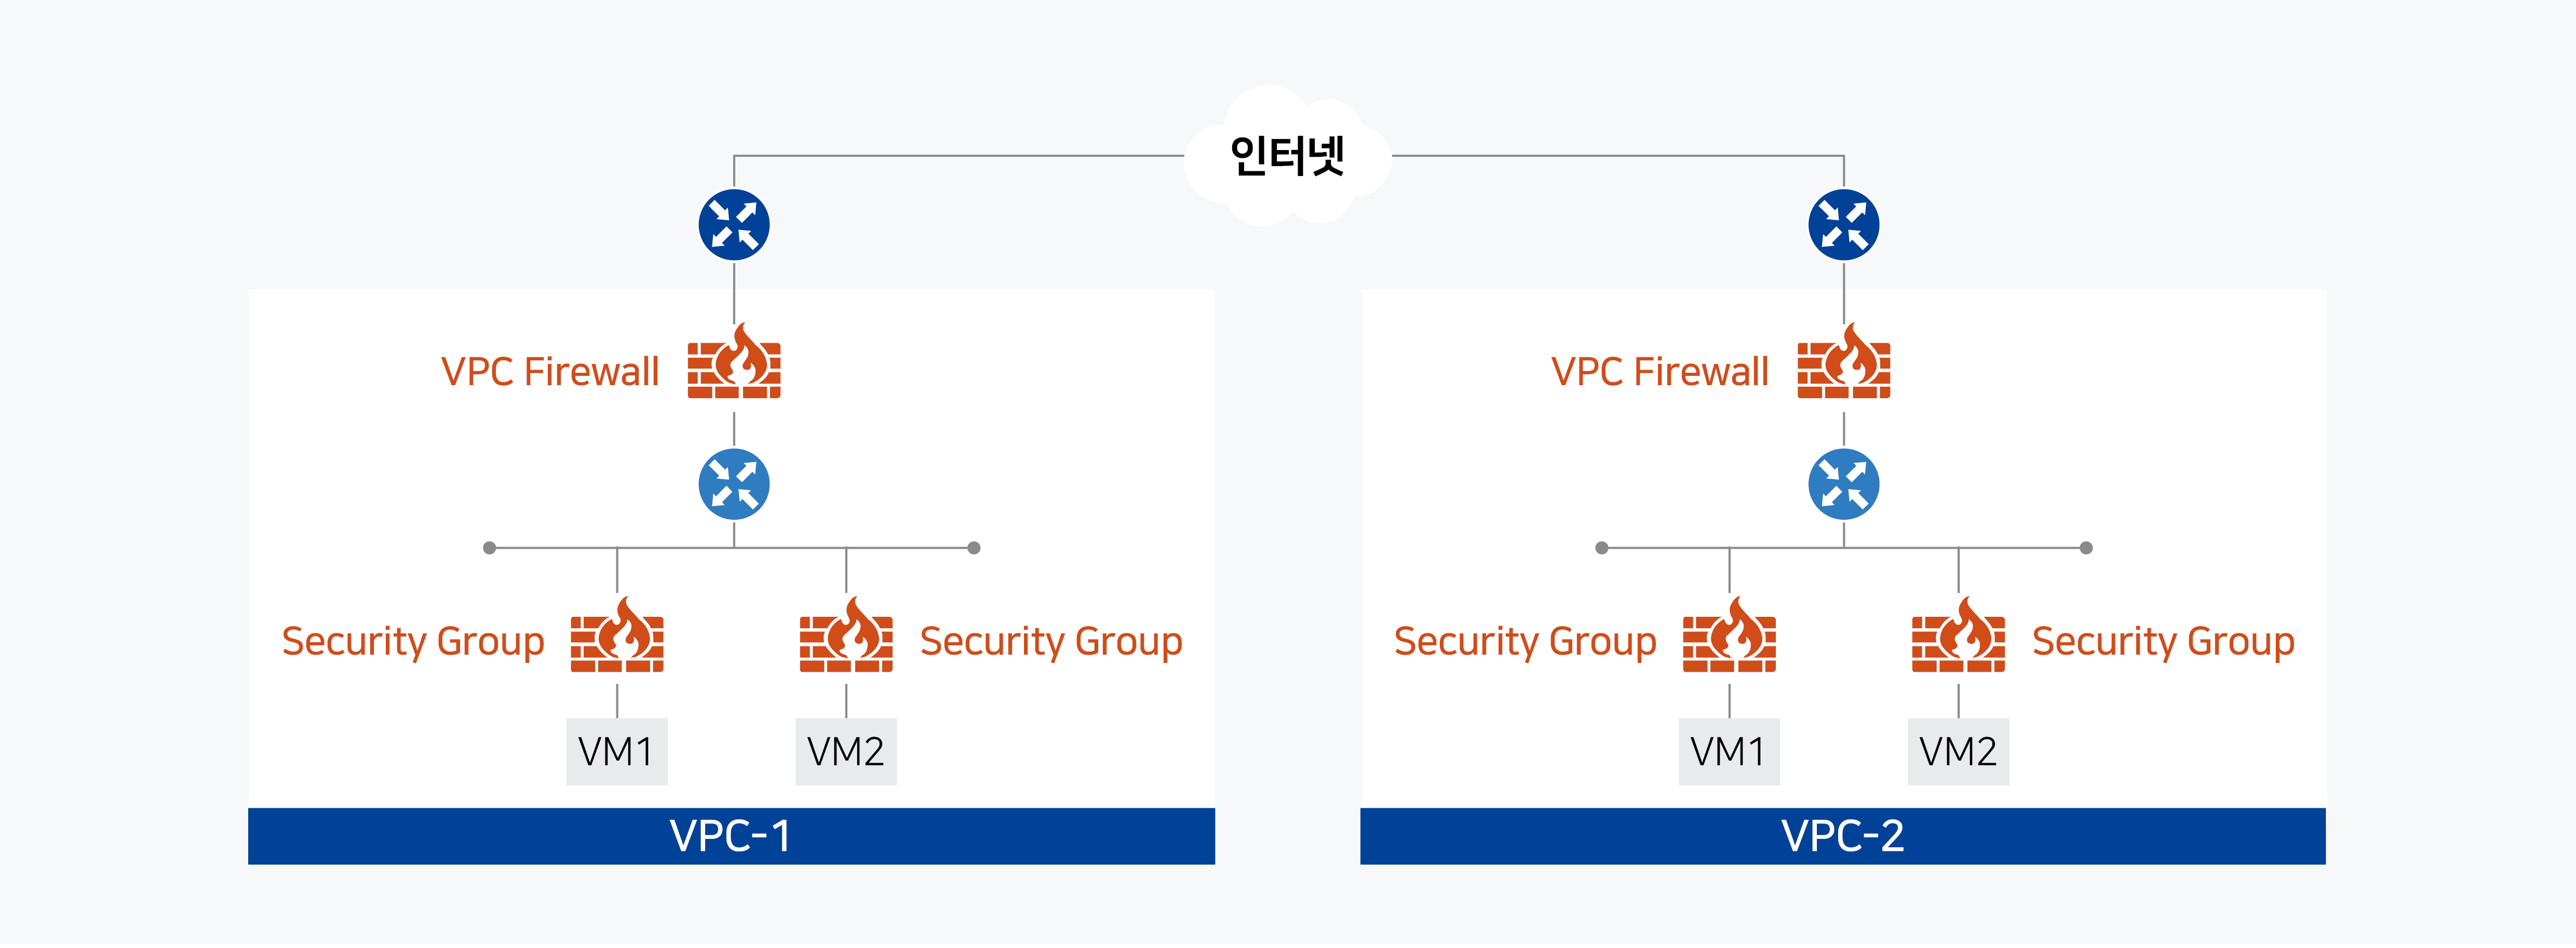 인터넷
VPC Firewall
VPC Firewall
Security Group
Security Group
Security Group
Security Group
VM1
VM2
VM1
VM2
VPC-1
VPC-2